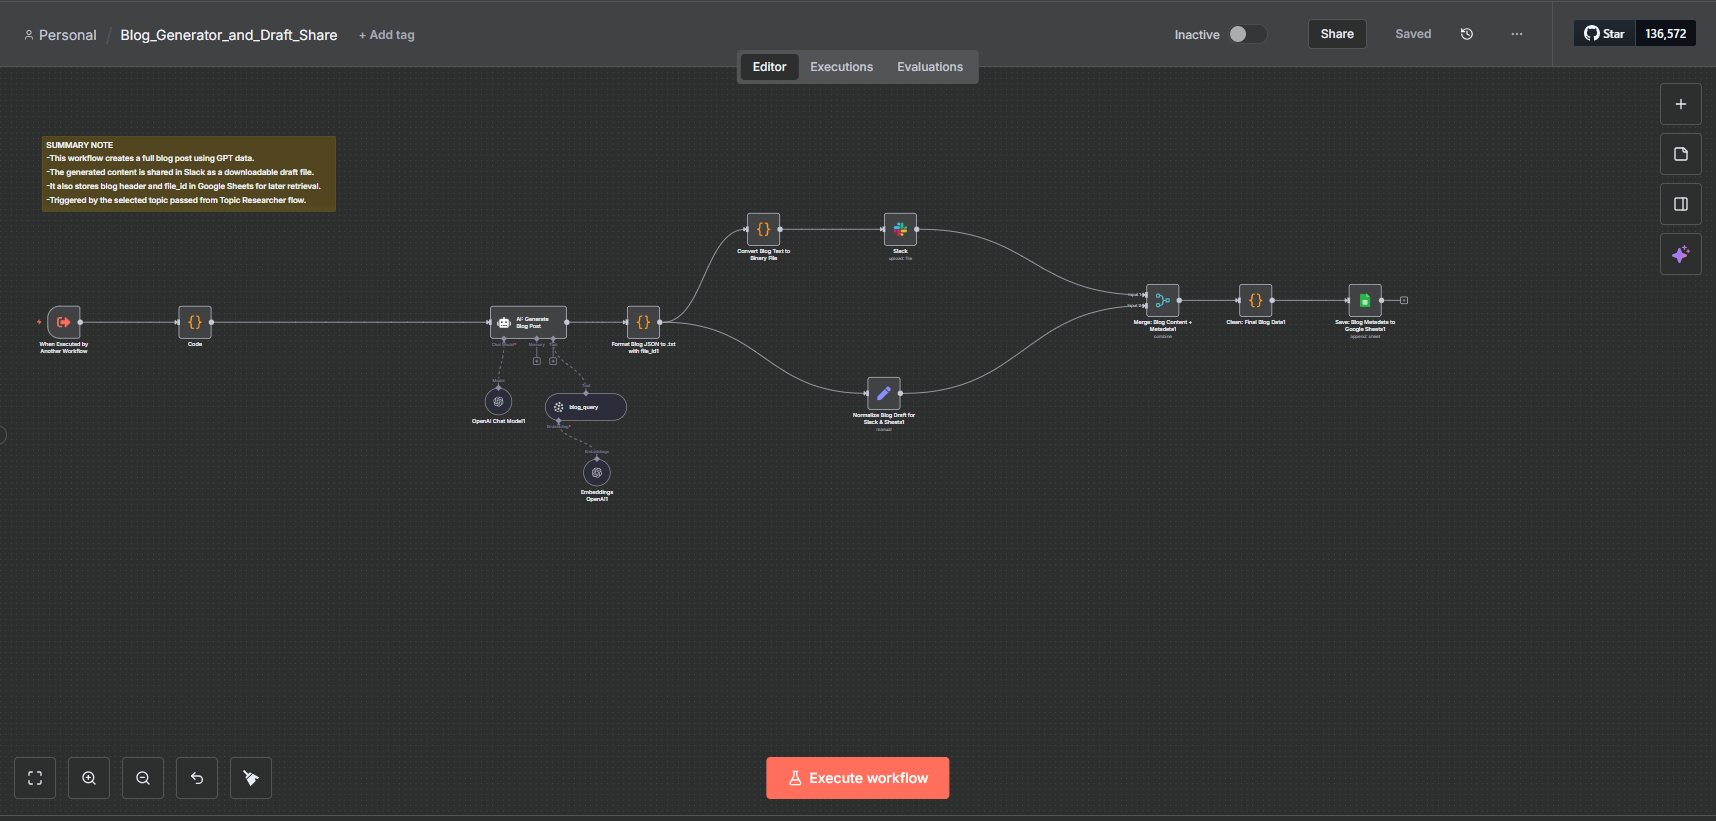 Personal / Blog_Generator_and_Draft_Share + Add tag
Inactive
Share
Saved
Star 136,572
Editor Executions Evaluations
SUMMARY NOTE
-This workflow creates a full blog post using GPT data.
-The generated content is shared in Slack as a downloadable draft file.
-It also stores blog header and file_id in Google Sheets for later retrieval.
-Triggered by the selected topic passed from Topic Researcher flow.
Convert Blog Text to
Binary File
Slack
upload: file
When Executed by
Another Workflow
Code
Generate
Blog Post
Chat Model*
Memory
Tool
Format Blog JSON to .txt
with file_id1
Input 1
Input 2
Merge: Blog Content +
Metadata1
combine
Clean: Final Blog Data1
Save: Blog Metadata to
Google Sheets1
append: sheet
Model
OpenAI Chat Model1
Tool
blog_query
Embedding*
Embeddings
Embeddings
OpenAI1
Normalize Blog Draft for
Slack & Sheets1
manual
Execute workflow